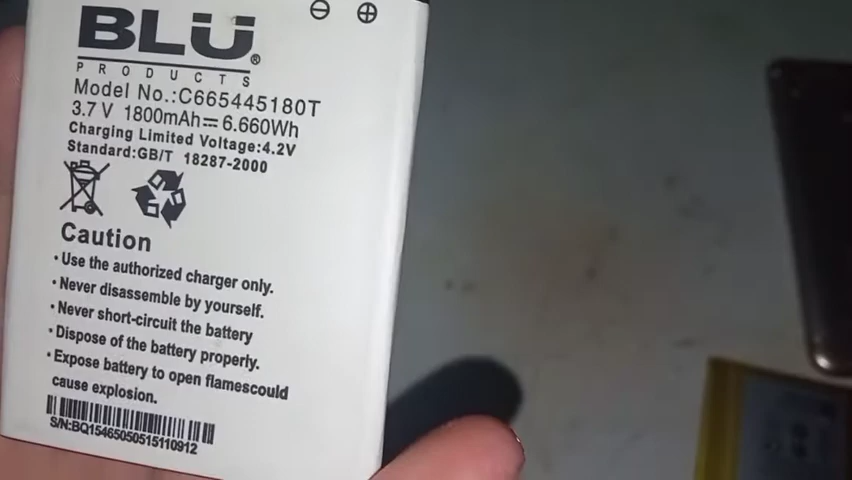 BLU®
PRODUCTS
Model No.:C665445180T
3.7 V 1800mAh⎓6.660Wh
Charging Limited Voltage:4.2V
Standard:GB/T 18287-2000
Caution
•Use the authorized charger only.
•Never disassemble by yourself.
•Never short-circuit the battery
•Dispose of the battery properly.
•Expose battery to open flamescould
cause explosion.
S/N:BQ15465050515110912